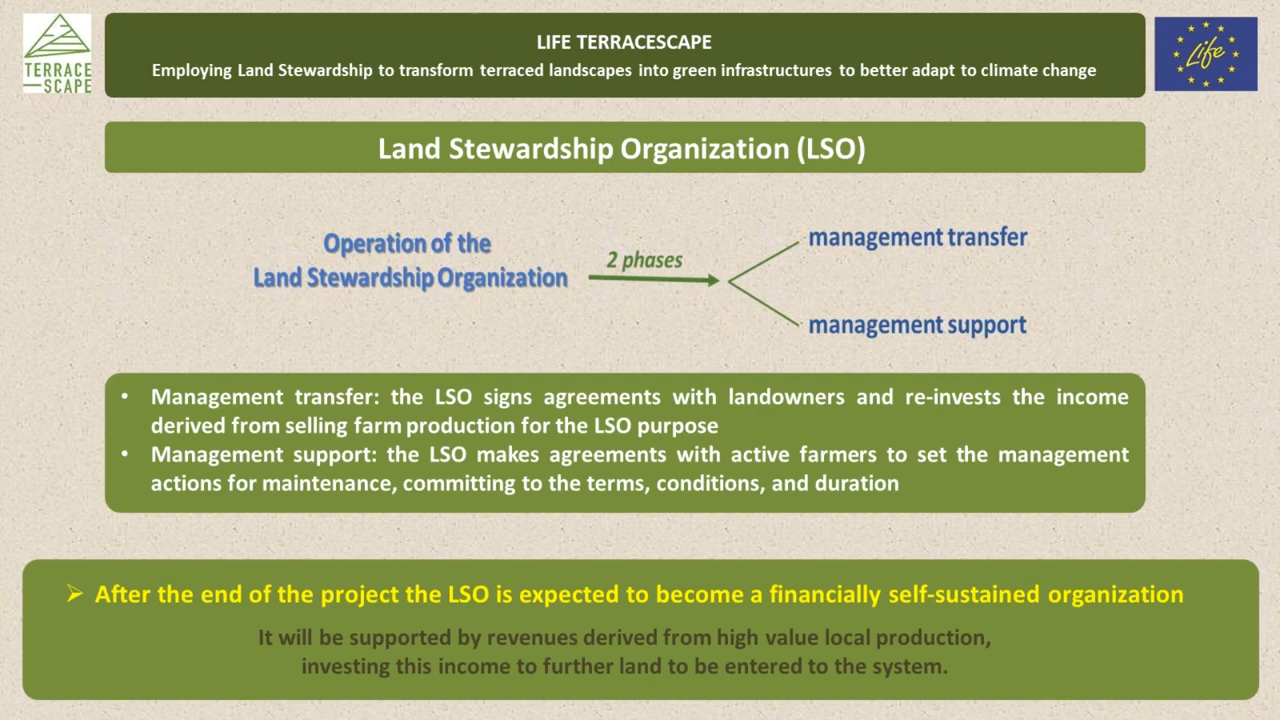 TERRACE
SCAPE
LIFE TERRACESCAPE
Employing Land Stewardship to transform terraced landscapes into green infrastructures to better adapt to climate change
Life
Land Stewardship Organization (LSO)
Operation of the
Land Stewardship Organization
2 phases
management transfer
management support
• Management transfer: the LSO signs agreements with landowners and re-invests the income
derived from selling farm production for the LSO purpose
• Management support: the LSO makes agreements with active farmers to set the management
actions for maintenance, committing to the terms, conditions, and duration
➢ After the end of the project the LSO is expected to become a financially self-sustained organization
It will be supported by revenues derived from high value local production,
investing this income to further land to be entered to the system.